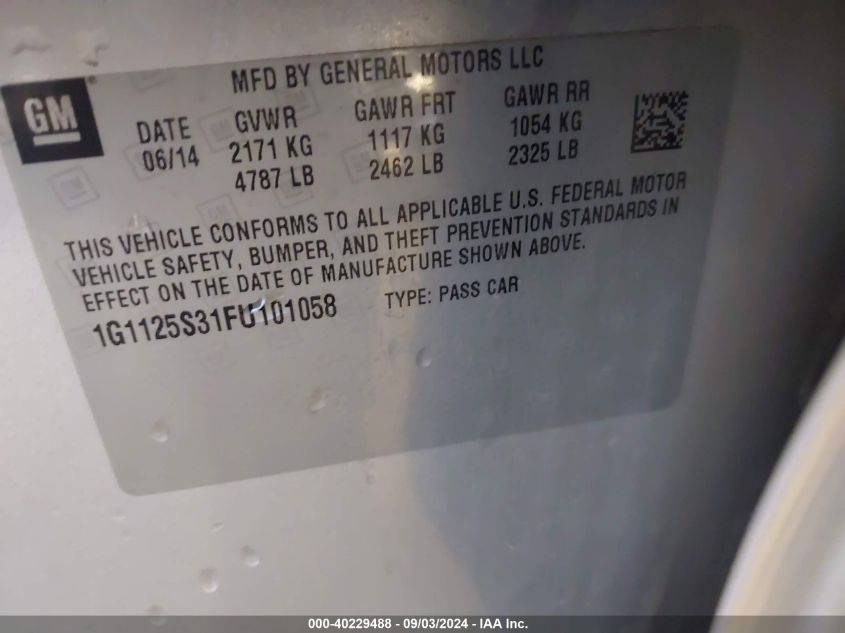 GM
MFD BY GENERAL MOTORS LLC
DATE GVWR GAWR FRT GAWR RR
06/14 2171 KG 1117 KG 1054 KG
4787 LB 2462 LB 2325 LB
THIS VEHICLE CONFORMS TO ALL APPLICABLE U.S. FEDERAL MOTOR
VEHICLE SAFETY, BUMPER, AND THEFT PREVENTION STANDARDS IN
EFFECT ON THE DATE OF MANUFACTURE SHOWN ABOVE.
1G1125S31FU101058 TYPE: PASS CAR
000-40229488 - 09/03/2024 - IAA Inc.